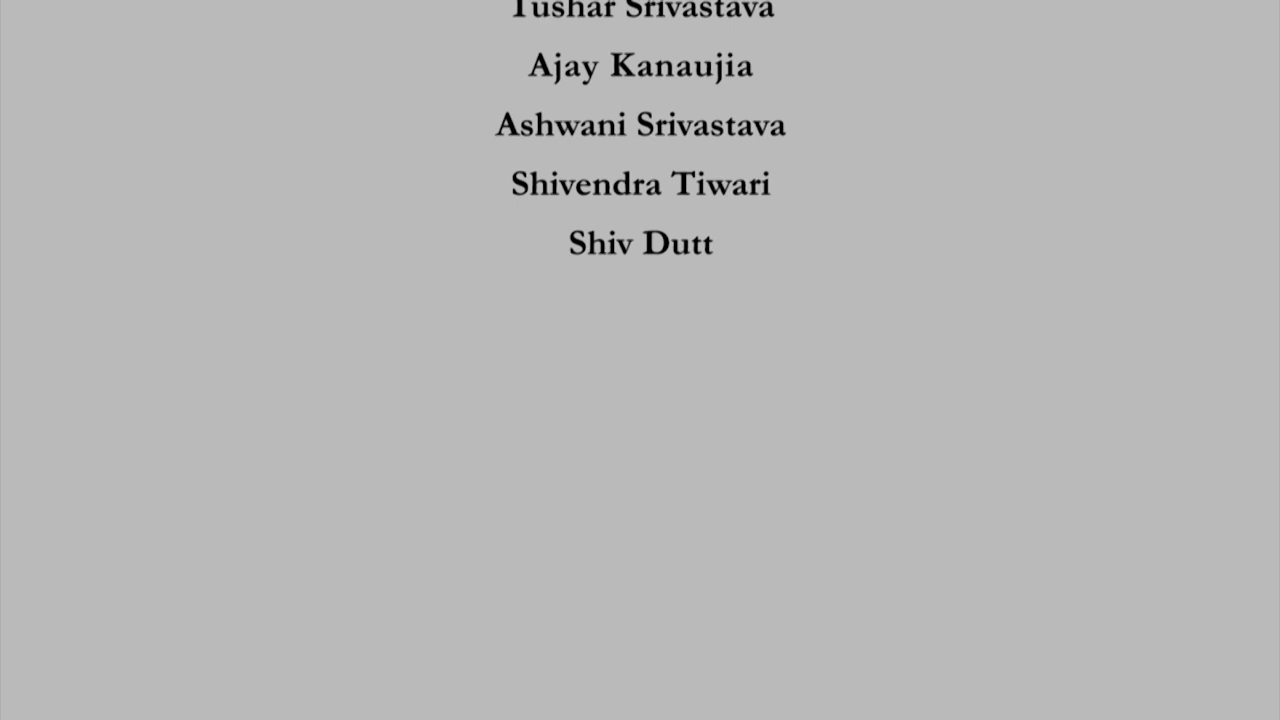 Tushar Srivastava
Ajay Kanaujia
Ashwani Srivastava
Shivendra Tiwari
Shiv Dutt